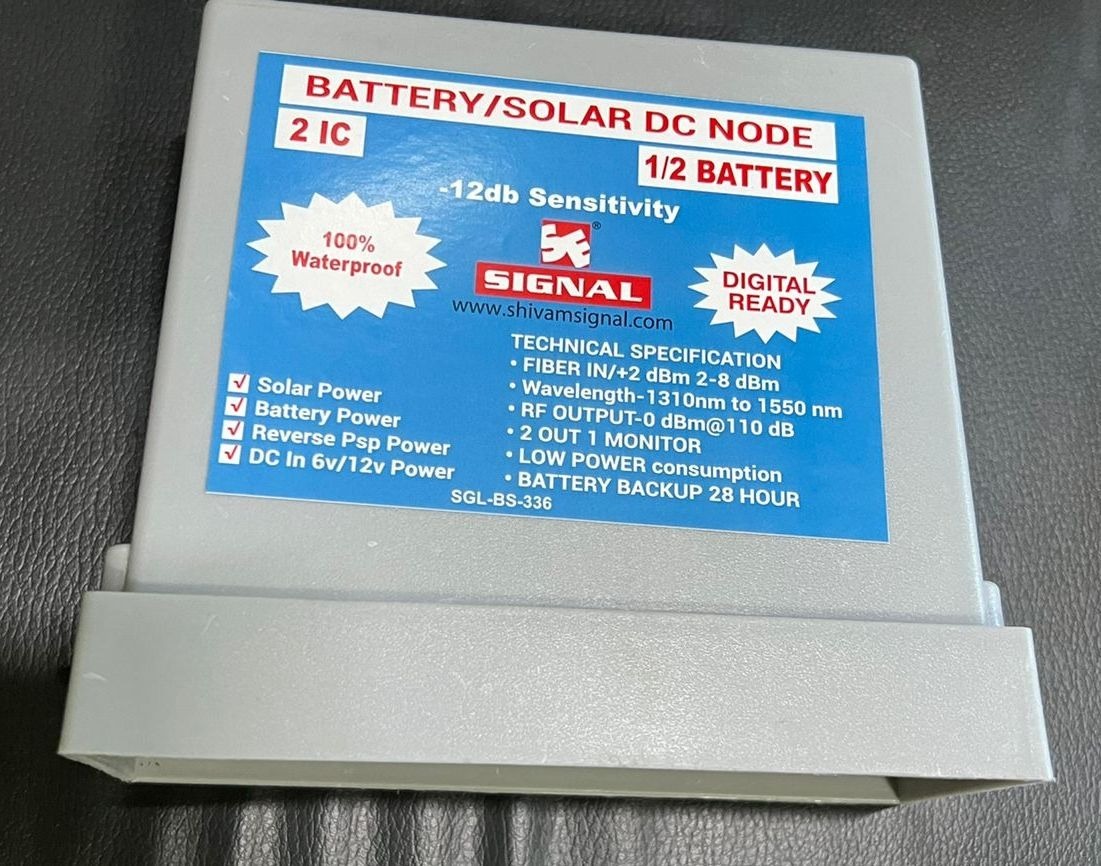 BATTERY/SOLAR DC NODE
2 IC
1/2 BATTERY
-12db Sensitivity
100%
Waterproof
®
SIGNAL
www.shivamsignal.com
DIGITAL
READY
Solar Power
Battery Power
Reverse Psp Power
DC In 6v/12v Power
TECHNICAL SPECIFICATION
• FIBER IN/+2 dBm 2-8 dBm
• Wavelength-1310nm to 1550 nm
• RF OUTPUT-0 dBm@110 dB
• 2 OUT 1 MONITOR
• LOW POWER consumption
• BATTERY BACKUP 28 HOUR
SGL-BS-336